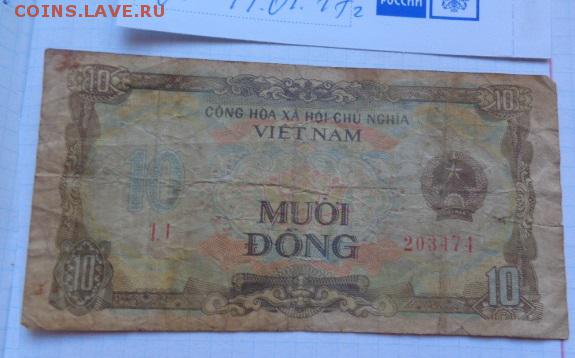 COINS.LAVE.RU
РОССИИ
10 10
CỘNG HÒA XÃ HỘI CHỦ NGHĨA
VIỆT NAM
10
MƯỜI
ĐỒNG
203474
10 10